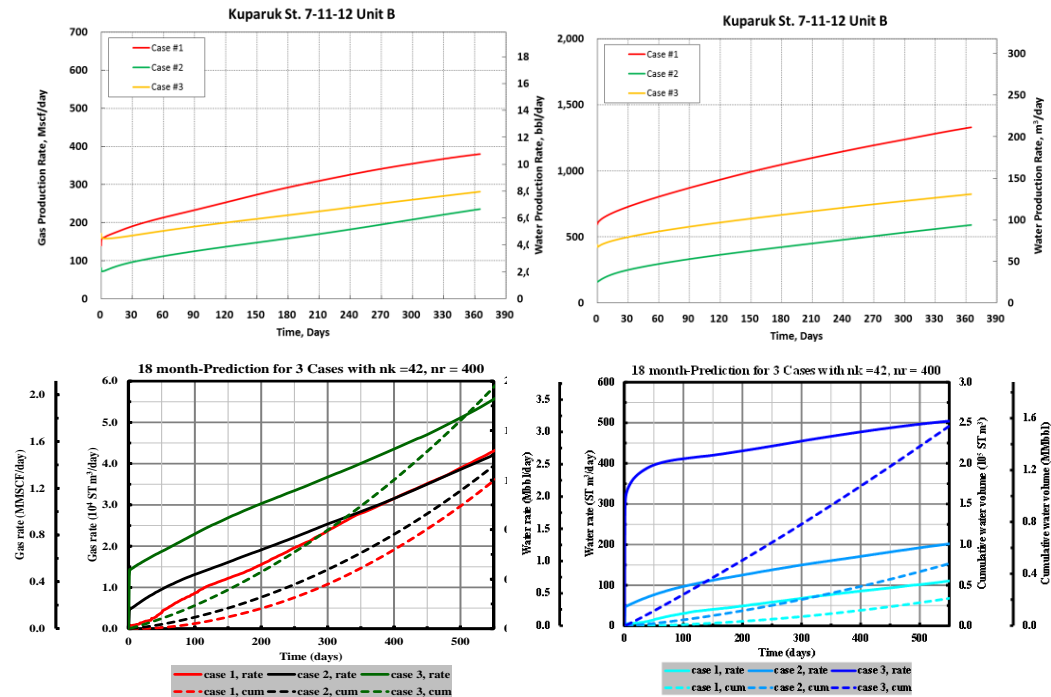 Kuparuk St. 7-11-12 Unit B
Gas Production Rate, Mscf/day
700
600
500
400
300
200
100
0
Case #1
Case #2
Case #3
18
16
14
12
10
8,0
6,0
4,0
2,0
0
Water Production Rate, bbl/day
0 30 60 90 120 150 180 210 240 270 300 330 360 390
Time, Days
Kuparuk St. 7-11-12 Unit B
2,000
1,500
1,000
500
0
Case #1
Case #2
Case #3
300
250
200
150
100
50
0
Water Production Rate, m³/day
0 30 60 90 120 150 180 210 240 270 300 330 360 390
Time, Days
18 month-Prediction for 3 Cases with nk =42, nr = 400
Gas rate (MMSCF/day)
2.0
1.6
1.2
0.8
0.4
0.0
Gas rate (10⁴ ST m³/day)
6.0
5.0
4.0
3.0
2.0
1.0
0.0
0 100 200 300 400 500
Time (days)
case 1, rate case 2, rate case 3, rate
case 1, cum case 2, cum case 3, cum
18 month-Prediction for 3 Cases with nk =42, nr = 400
Water rate (Mbbl/day)
3.5
3.0
2.5
2.0
1.5
1.0
0.5
0.0
Water rate (ST m³/day)
600
500
400
300
200
100
0
3.0
2.5
2.0
1.5
1.0
0.5
0.0
Cumulative water volume (10⁵ ST m³)
1.6
1.2
0.8
0.4
0.0
Cumulative water volume (MMbbl)
0 100 200 300 400 500
Time (days)
case 1, rate case 2, rate case 3, rate
case 1, cum case 2, cum case 3, cum